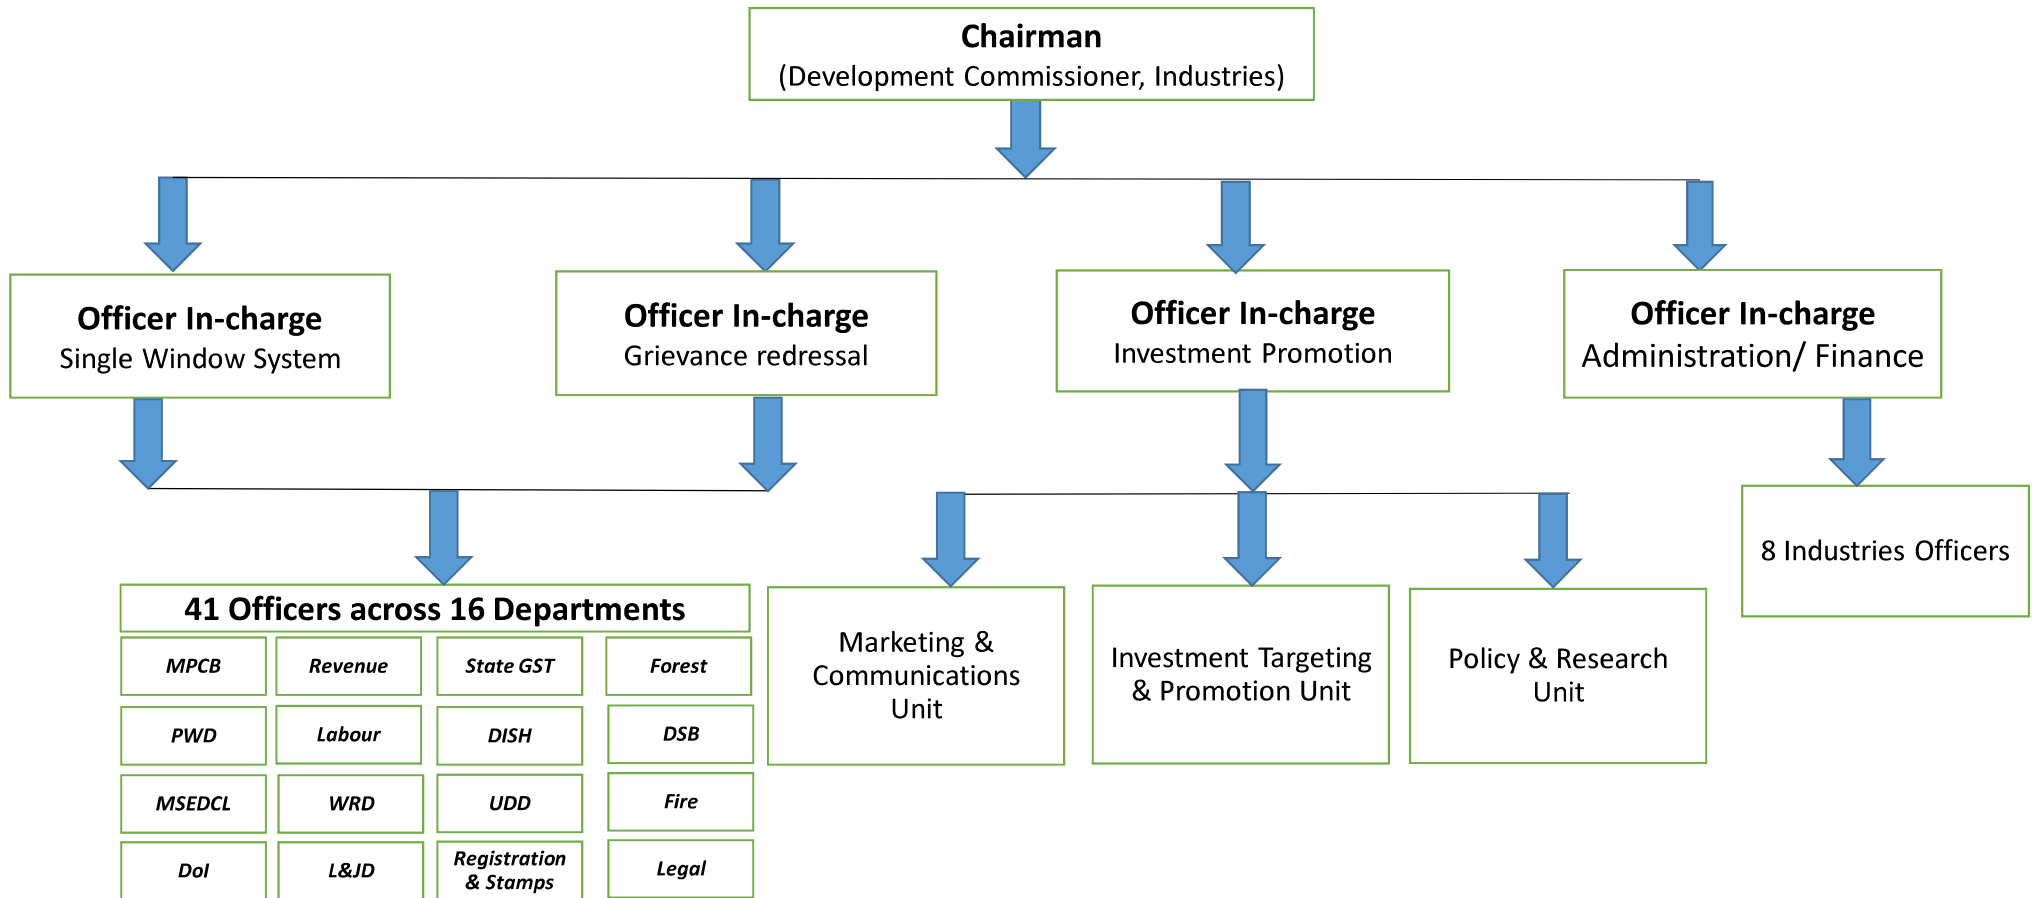 Chairman
(Development Commissioner, Industries)
Officer In-charge
Single Window System
Officer In-charge
Grievance redressal
Officer In-charge
Investment Promotion
Officer In-charge
Administration/ Finance
8 Industries Officers
41 Officers across 16 Departments
MPCB
Revenue
State GST
Forest
PWD
Labour
DISH
DSB
MSEDCL
WRD
UDD
Fire
DoI
L&JD
Registration
& Stamps
Legal
Marketing &
Communications
Unit
Investment Targeting
& Promotion Unit
Policy & Research
Unit